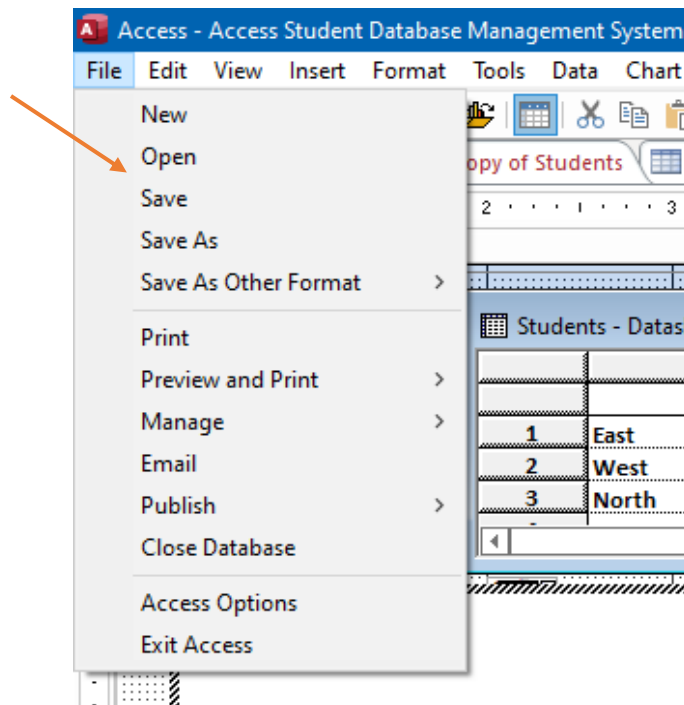 Access - Access Student Database Management System
File Edit View Insert Format Tools Data Chart
New
Open
opy of Students
Save
2 3
Save As
Save As Other Format
Students - Datas
Print
Preview and Print
Manage
1 East
Email
2 West
Publish
3 North
Close Database
Access Options
Exit Access